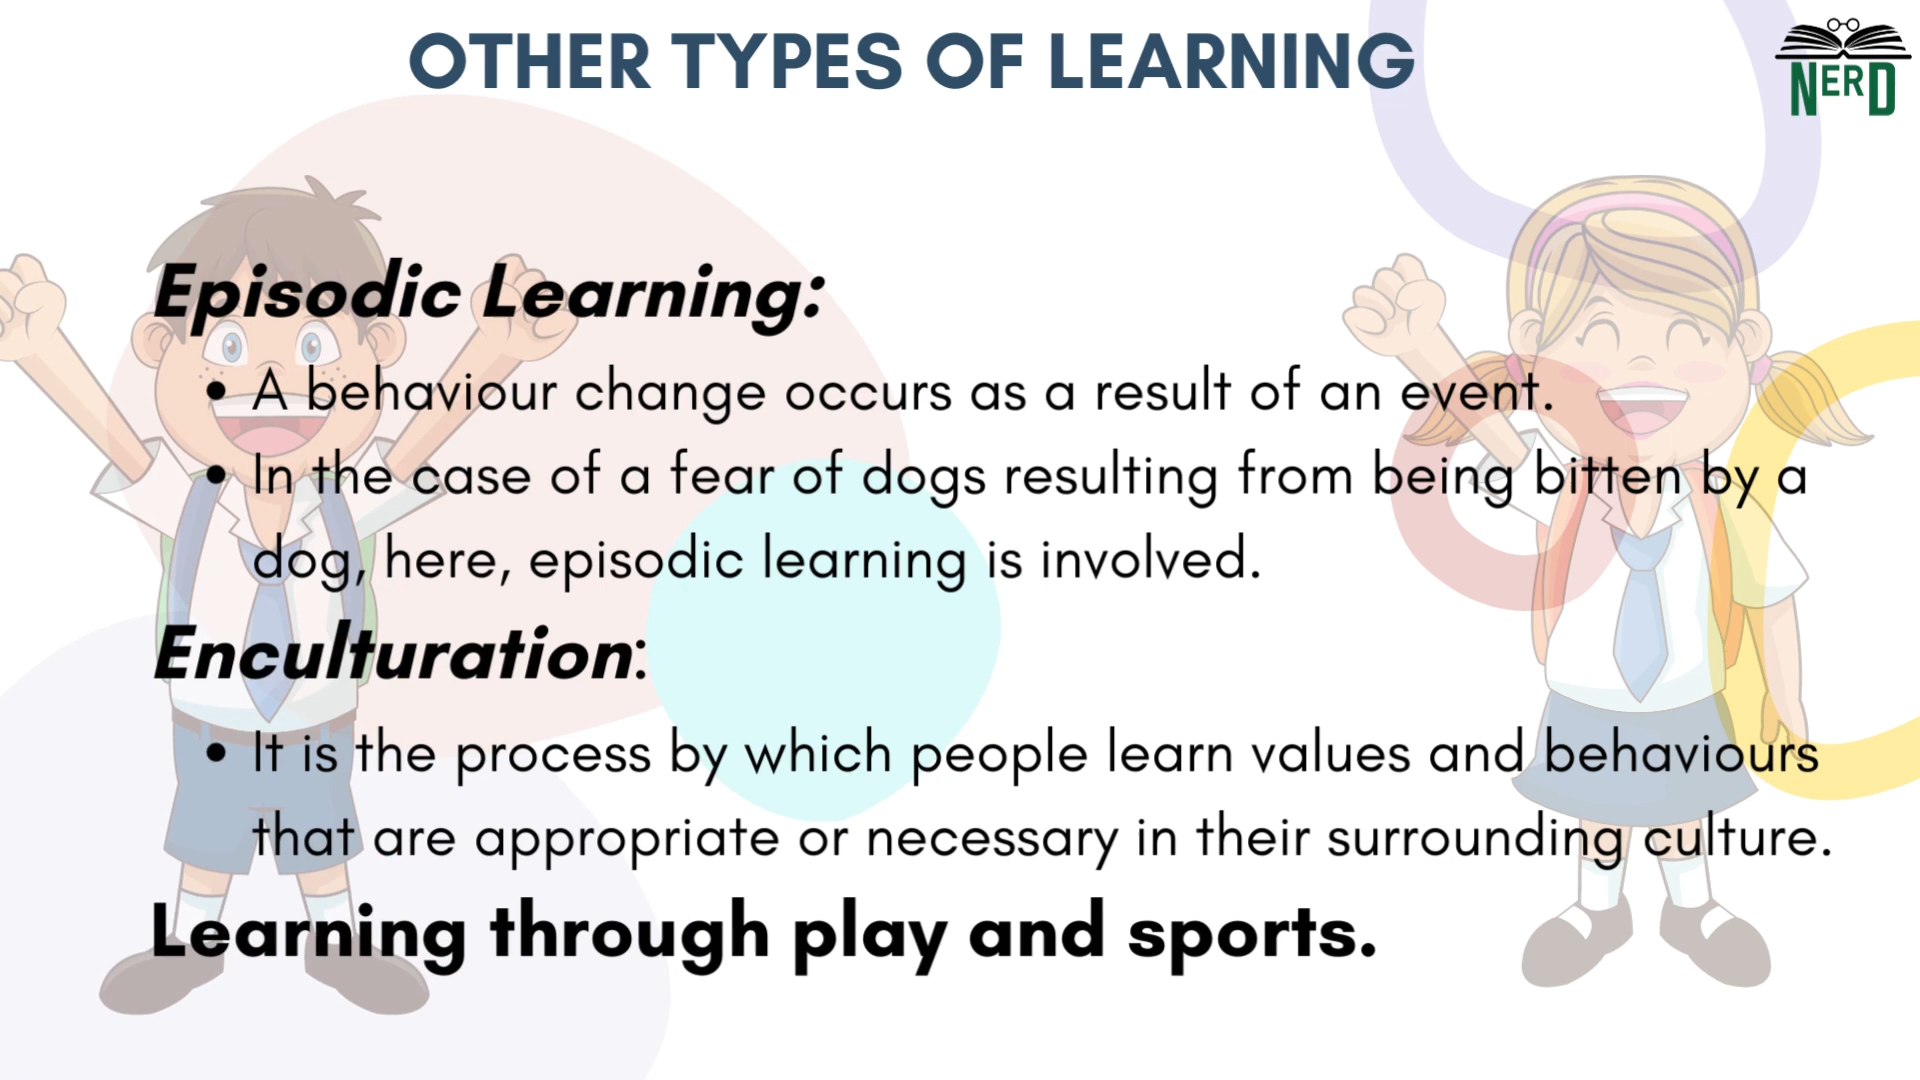 OTHER TYPES OF LEARNING
NERD
Episodic Learning:
• A behaviour change occurs as a result of an event.
• In the case of a fear of dogs resulting from being bitten by a
dog, here, episodic learning is involved.
Enculturation:
• It is the process by which people learn values and behaviours
that are appropriate or necessary in their surrounding culture.
Learning through play and sports.